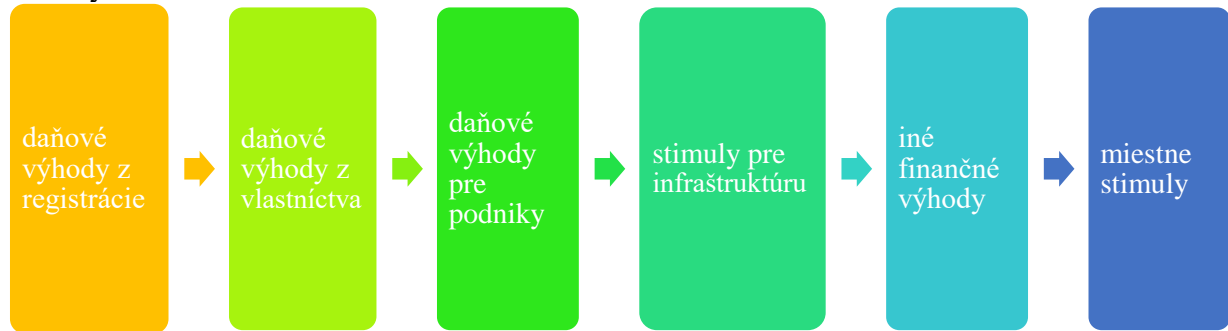 daňové
výhody z
registrácie
daňové
výhody z
vlastníctva
daňové
výhody
pre
podniky
stimuly pre
infraštruktúru
iné
finančné
výhody
miestne
stimuly